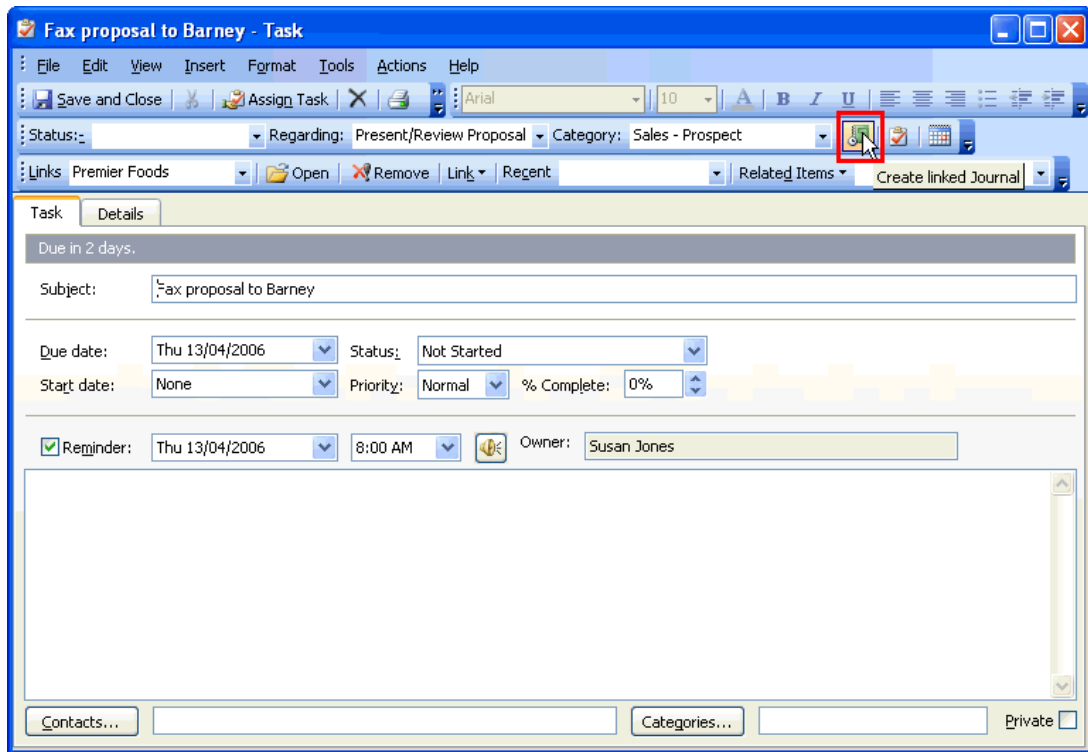 Fax proposal to Barney - Task
File Edit View Insert Format Tools Actions Help
Save and Close Assign Task Arial 10 A B I U
Status:- Regarding: Present/Review Proposal Category: Sales - Prospect
Links Premier Foods Open Remove Link Recent Related Items Create linked Journal
Task Details
Due in 2 days.
Subject: Fax proposal to Barney
Due date: Thu 13/04/2006 Status: Not Started
Start date: None Priority: Normal % Complete: 0%
Reminder: Thu 13/04/2006 8:00 AM Owner: Susan Jones
Contacts... Categories... Private